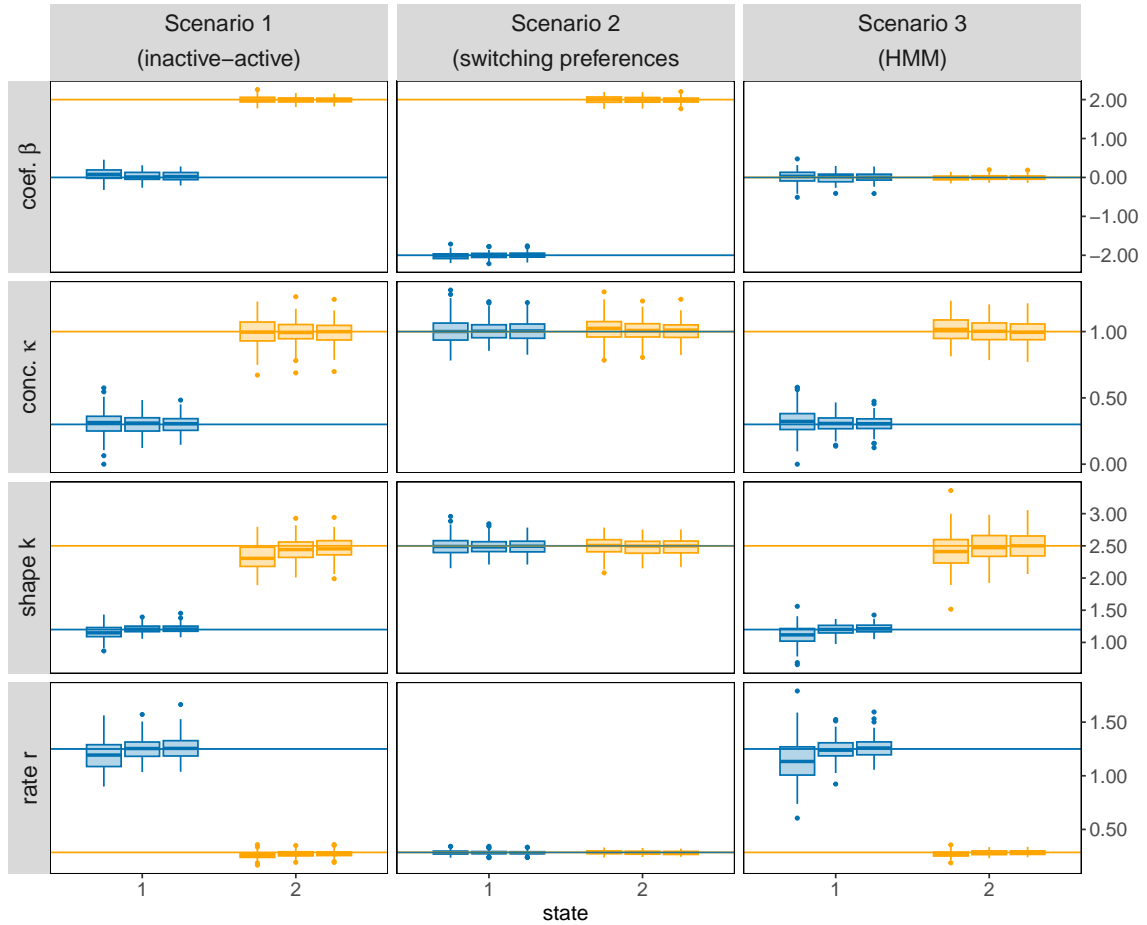 Scenario 1
(inactive−active)
Scenario 2
(switching preferences
Scenario 3
(HMM)
coef. β
2.00
1.00
0.00
−1.00
−2.00
conc. κ
1.00
0.50
0.00
shape k
3.00
2.50
1.50
1.00
rate r
1.50
1.00
0.50
1
2
1
2
1
2
state